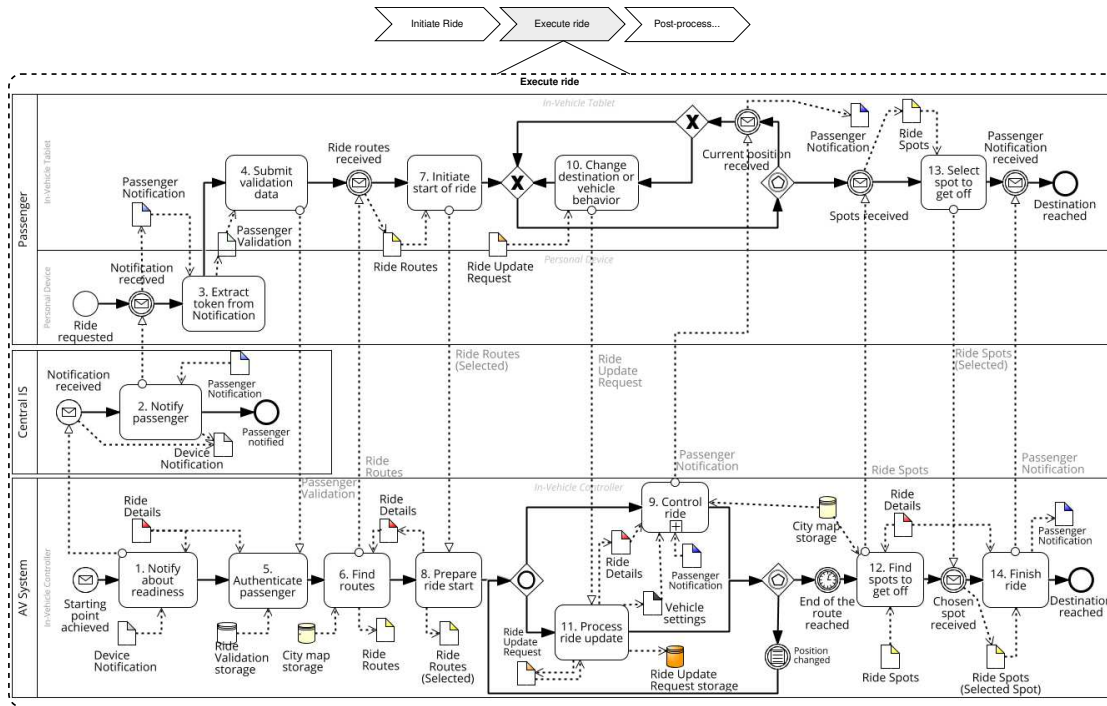 Initiate Ride
Execute ride
Post-process...
Execute ride
Passenger
In-Vehicle Tablet
In-Vehicle Tablet
Passenger
Notification
4. Submit
validation
data
Passenger
Validation
Ride routes
received
7. Initiate
start of ride
Ride Routes
X
X
10. Change
destination or
vehicle
behavior
Ride Update
Request
Current position
received
Passenger
Notification
Spots received
Ride
Spots
13. Select
spot to
get off
Passenger
Notification
received
Destination
reached
Personal Device
Personal Device
Ride
requested
Notification
received
3. Extract
token from
Notification
Ride Routes
(Selected)
Ride
Update
Request
Ride Spots
(Selected)
Central IS
Notification
received
2. Notify
passenger
Passenger
Notification
Passenger
notified
Device
Notification
Ride
Routes
Passenger
Validation
Passenger
Notification
Ride Spots
Passenger
Notification
AV System
In-Vehicle Controller
In-Vehicle Controller
Starting
point
achieved
Ride
Details
1. Notify about
readiness
Device
Notification
5.
Authenticate
passenger
Ride
Validation
storage
6. Find
routes
City map
storage
Ride
Routes
Ride
Details
8. Prepare
ride start
Ride
Routes
(Selected)
9. Control
ride
Ride
Details
Passenger
Notification
Vehicle
settings
Ride
Update
Request
11. Process
ride update
Ride Update
Request storage
Position
changed
City map
storage
End of the
route
reached
Ride
Details
12. Find
spots to
get off
Ride Spots
Chosen
spot
received
Ride Spots
(Selected Spot)
14. Finish
ride
Passenger
Notification
Destination
reached